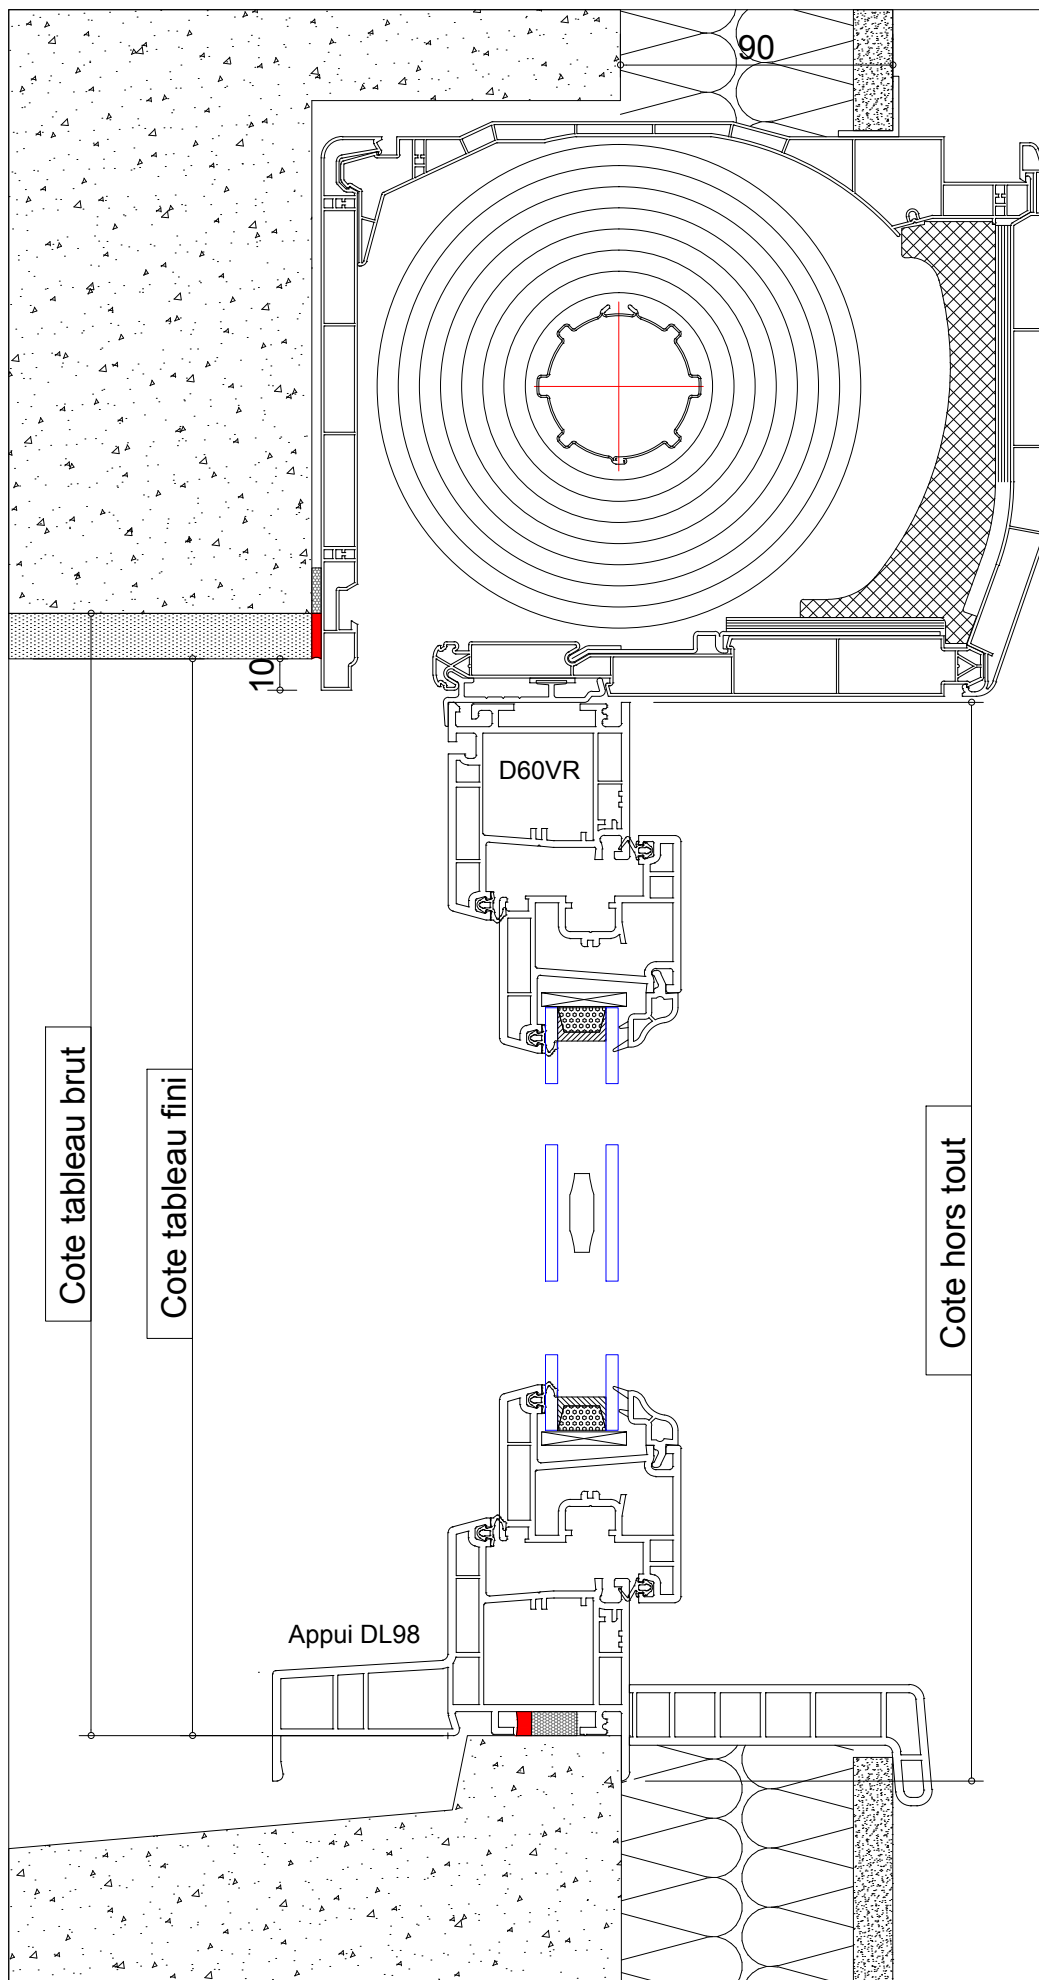 90
10
D60VR
Cote tableau brut
Cote tableau fini
Cote hors tout
Appui DL98